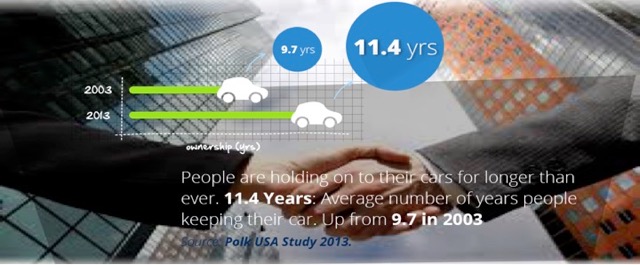 9.7 yrs
11.4 yrs
2003
2013
ownership (yrs)
People are holding on to their cars for longer than
ever. 11.4 Years: Average number of years people
keeping their car. Up from 9.7 in 2003
Source: Polk USA Study 2013.